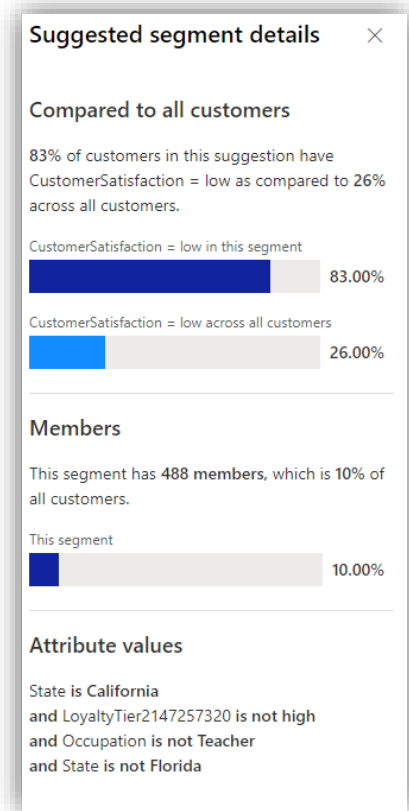 Suggested segment details
Compared to all customers
83% of customers in this suggestion have
CustomerSatisfaction = low as compared to 26%
across all customers.
CustomerSatisfaction = low in this segment
83.00%
CustomerSatisfaction = low across all customers
26.00%
Members
This segment has 488 members, which is 10% of
all customers.
This segment
10.00%
Attribute values
State is California
and LoyaltyTier2147257320 is not high
and Occupation is not Teacher
and State is not Florida